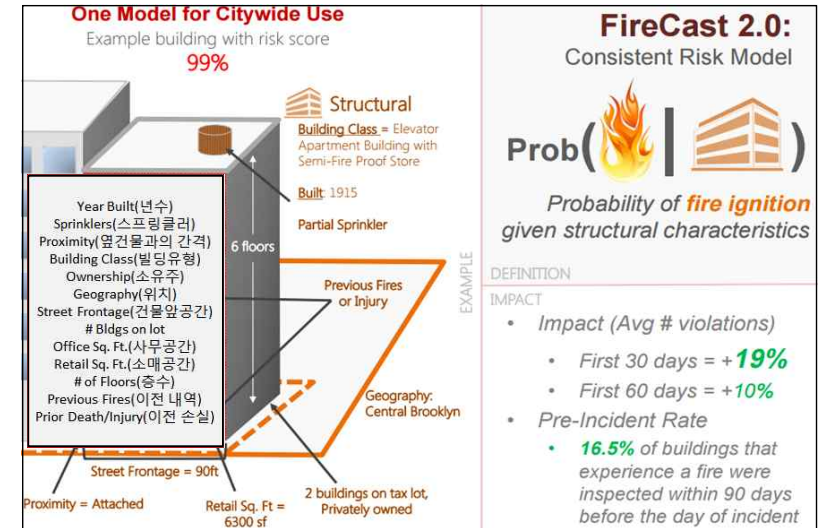 One Model for Citywide Use
Example building with risk score
99%
Structural
Building Class = Elevator
Apartment Building with
Semi-Fire Proof Store
Built: 1915
Partial Sprinkler
Year Built(년수)
Sprinklers(스프링클러)
Proximity(옆건물과의 간격)
Building Class(빌딩유형)
Ownership(소유주)
Geography(위치)
Street Frontage(건물앞공간)
# Bldgs on lot
Office Sq. Ft.(사무공간)
Retail Sq. Ft.(소매공간)
# of Floors(층수)
Previous Fires(이전 내역)
Prior Death/Injury(이전 손실)
6 floors
Previous Fires
or Injury
Geography:
Central Brooklyn
Street Frontage = 90ft
Proximity = Attached
Retail Sq. Ft =
6300 sf
2 buildings on tax lot,
Privately owned
EXAMPLE
FireCast 2.0:
Consistent Risk Model
Prob( | )
Probability of fire ignition
given structural characteristics
DEFINITION
IMPACT
• Impact (Avg # violations)
• First 30 days = +19%
• First 60 days = +10%
• Pre-Incident Rate
• 16.5% of buildings that
experience a fire were
inspected within 90 days
before the day of incident